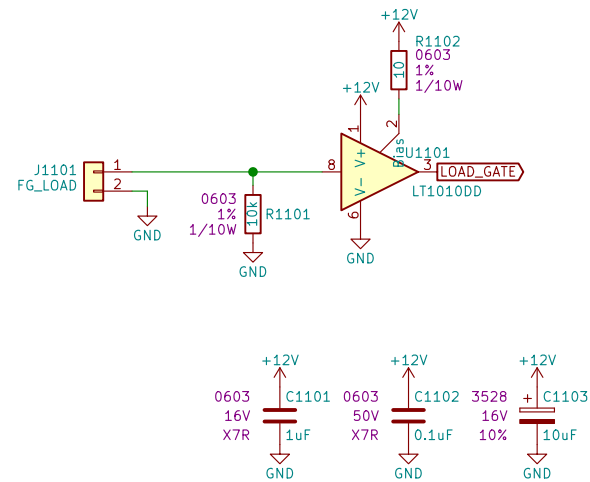 +12V
R1102
0603
1%
1/10W
10
+12V
1
2
Bias
U1101
V+
V-
8
3
LOAD_GATE
LT1010DD
6
GND
J1101
FG_LOAD
1
2
GND
0603
1%
1/10W
10k
R1101
GND
+12V
0603
16V
X7R
C1101
1uF
GND
+12V
0603
50V
X7R
C1102
0.1uF
GND
+12V
3528
16V
10%
+
C1103
10uF
GND